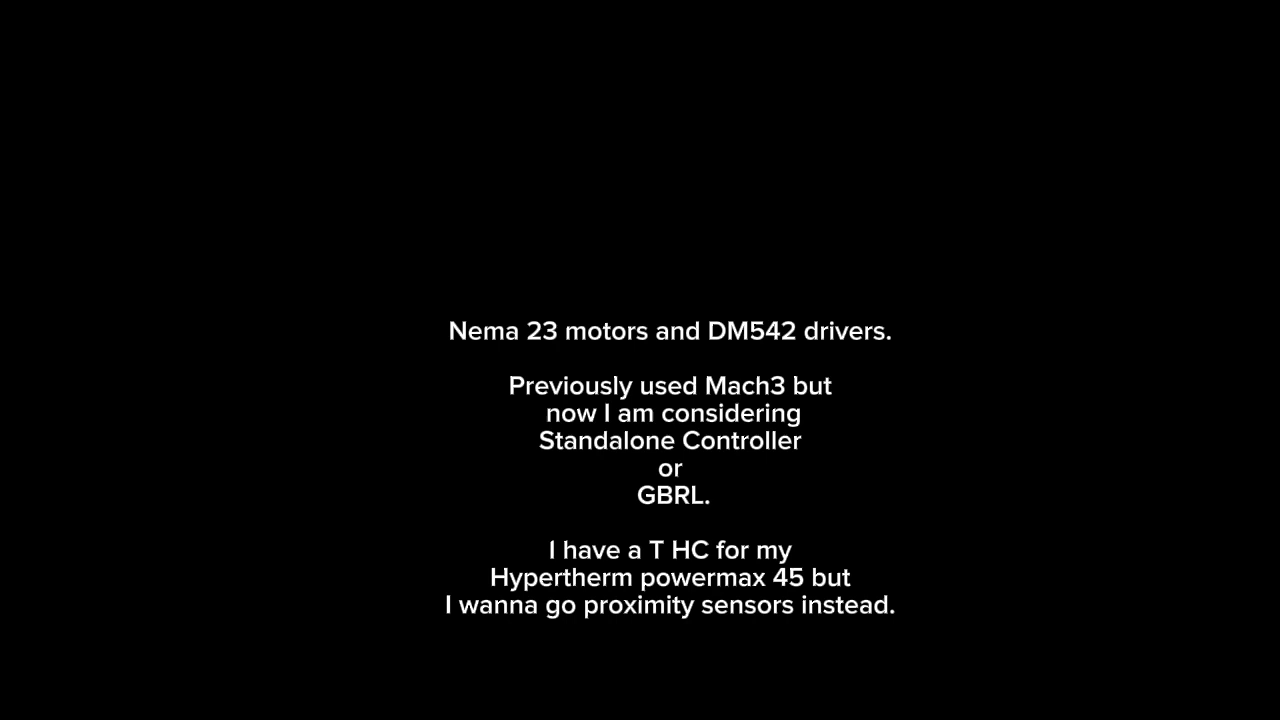 Nema 23 motors and DM542 drivers.
Previously used Mach3 but
now I am considering
Standalone Controller
or
GBRL.
I have a T HC for my
Hypertherm powermax 45 but
I wanna go proximity sensors instead.